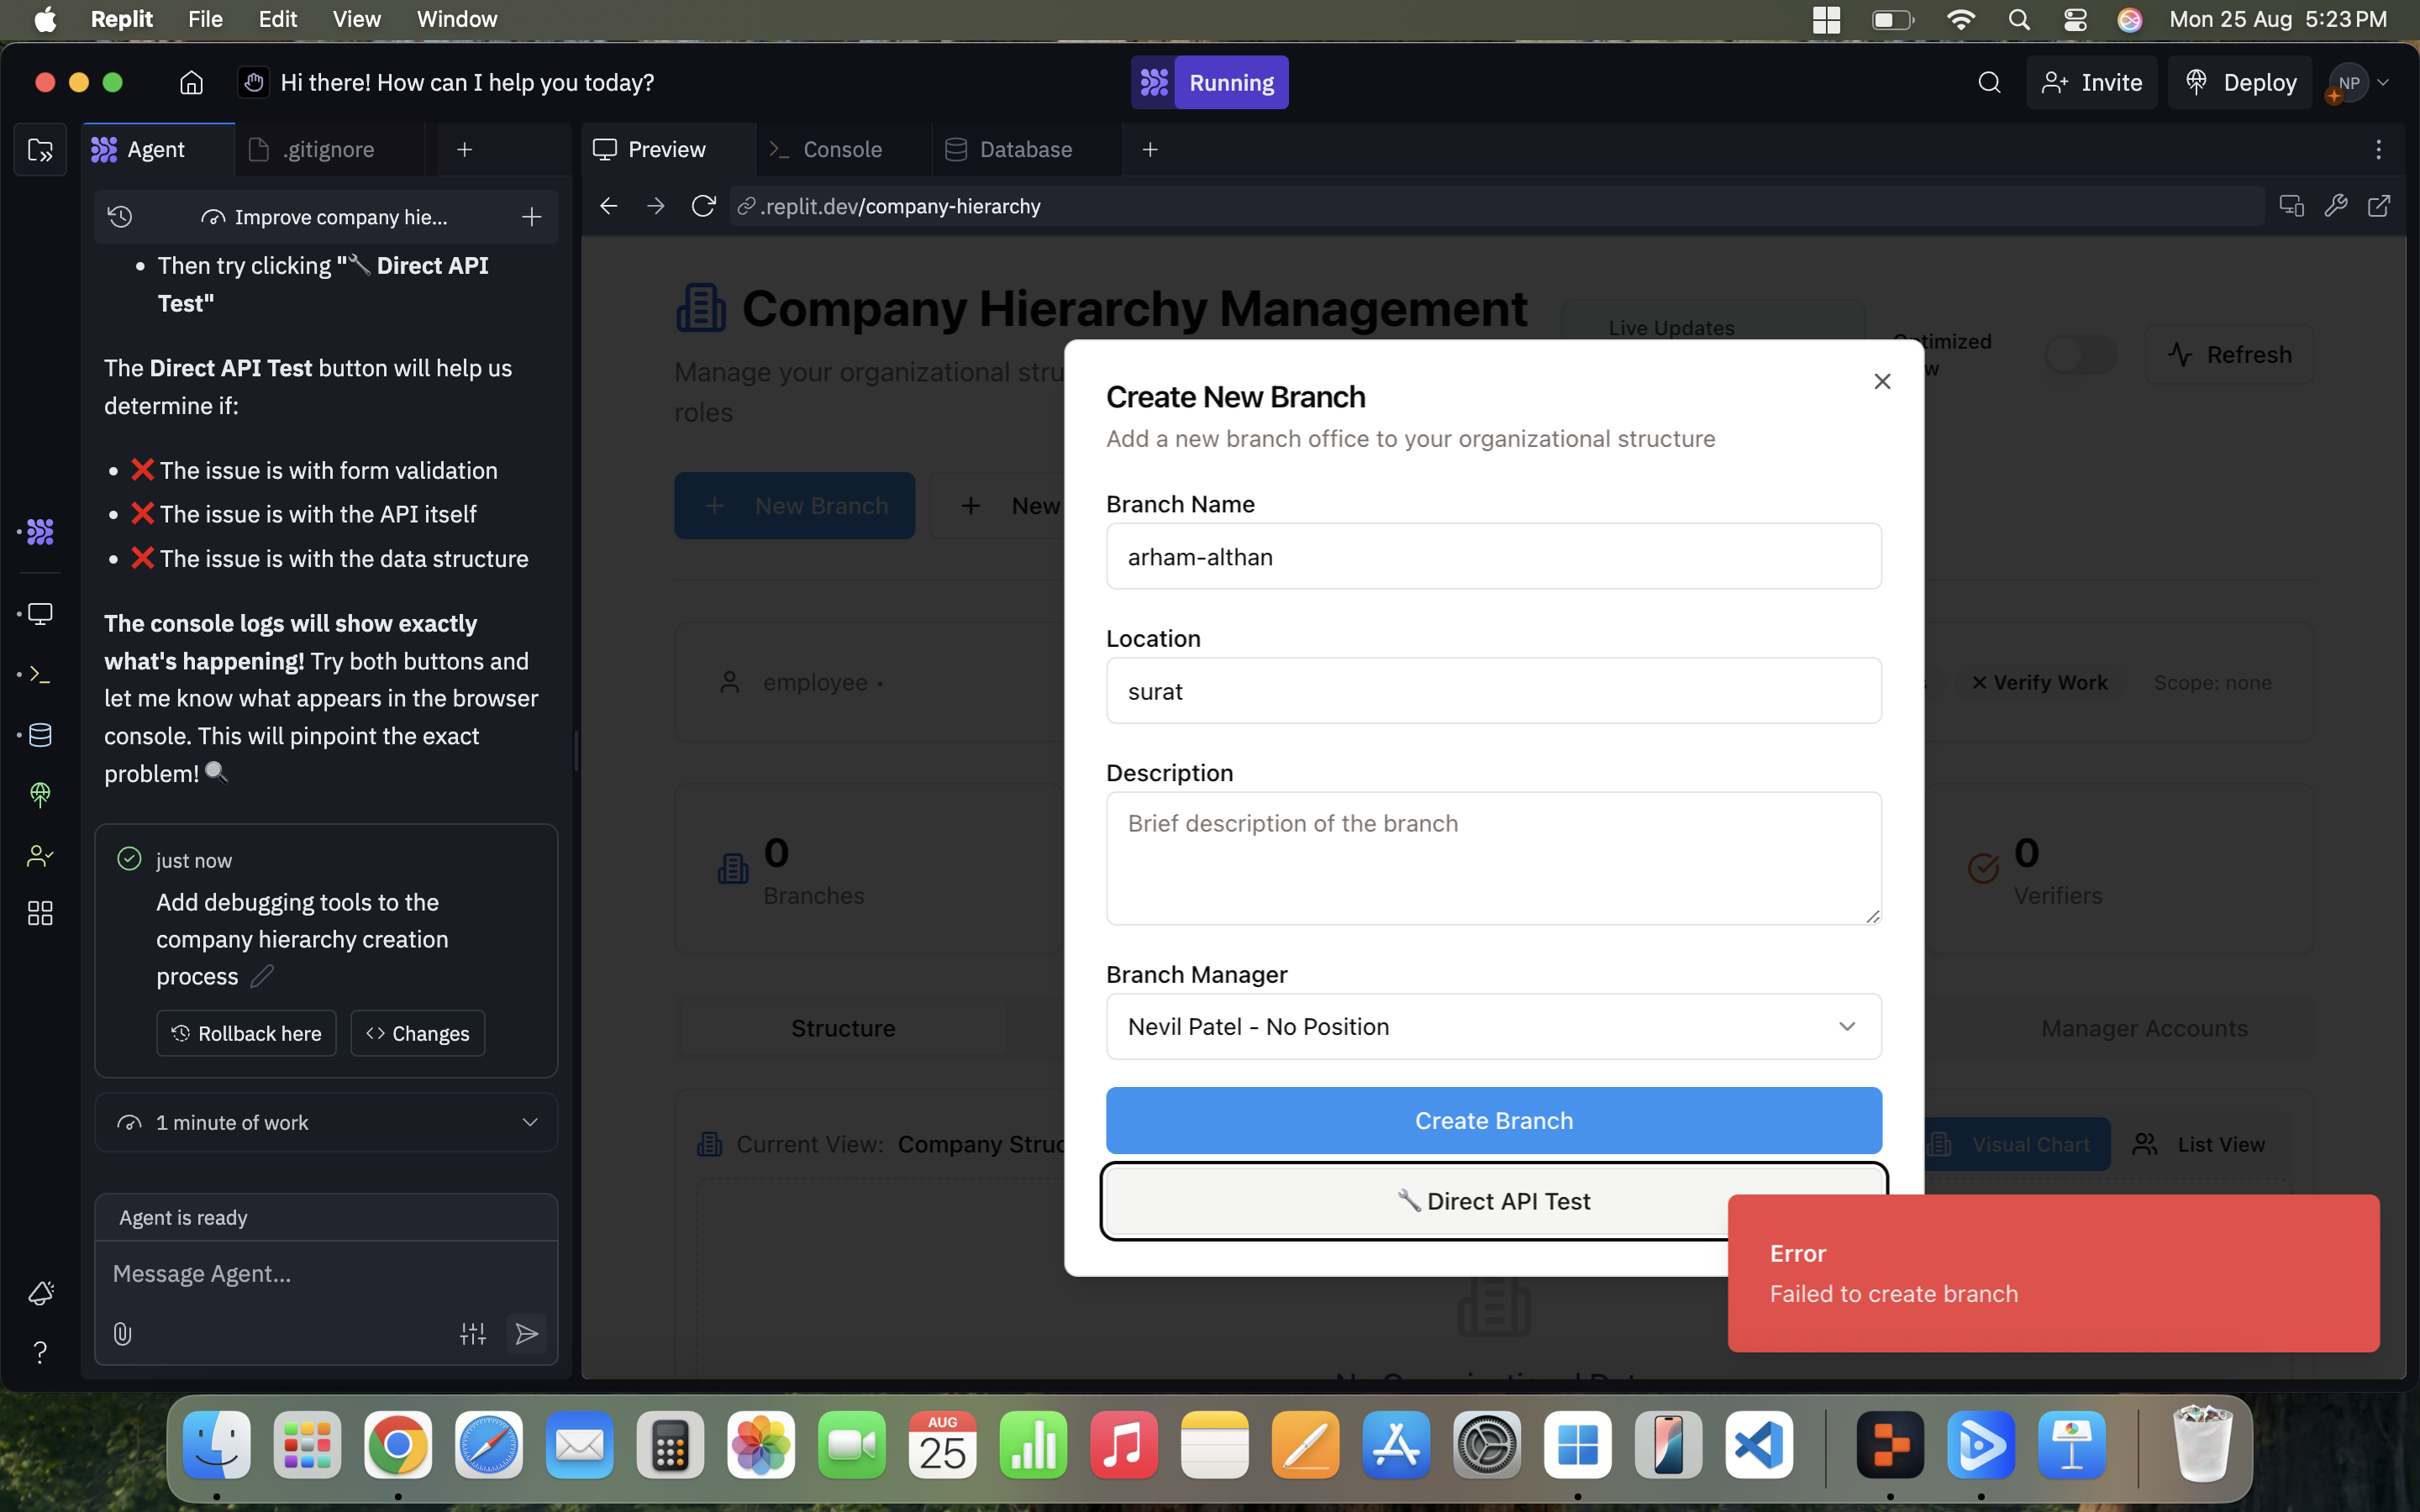 Replit File Edit View Window Mon 25 Aug 5:23 PM
Hi there! How can I help you today? Running Invite Deploy NP
Agent .gitignore
Improve company hie...
• Then try clicking "🔧 Direct API
Test"
The Direct API Test button will help us
determine if:
• ❌ The issue is with form validation
• ❌ The issue is with the API itself
• ❌ The issue is with the data structure
The console logs will show exactly
what's happening! Try both buttons and
let me know what appears in the browser
console. This will pinpoint the exact
problem! 🔍
just now
Add debugging tools to the
company hierarchy creation
process
Rollback here Changes
1 minute of work
Agent is ready
Message Agent...
Preview Console Database
.replit.dev/company-hierarchy
Company Hierarchy Management
Live Updates
Refresh
Manage your organizational
roles
New Branch New
employee •
Verify Work Scope: none
0
Branches
0
Verifiers
Structure Manager Accounts
Current View: Company
Visual Chart List View
Create New Branch
Add a new branch office to your organizational structure
Branch Name
arham-althan
Location
surat
Description
Brief description of the branch
Branch Manager
Nevil Patel - No Position
Create Branch
🔧 Direct API Test
Error
Failed to create branch
AUG
25